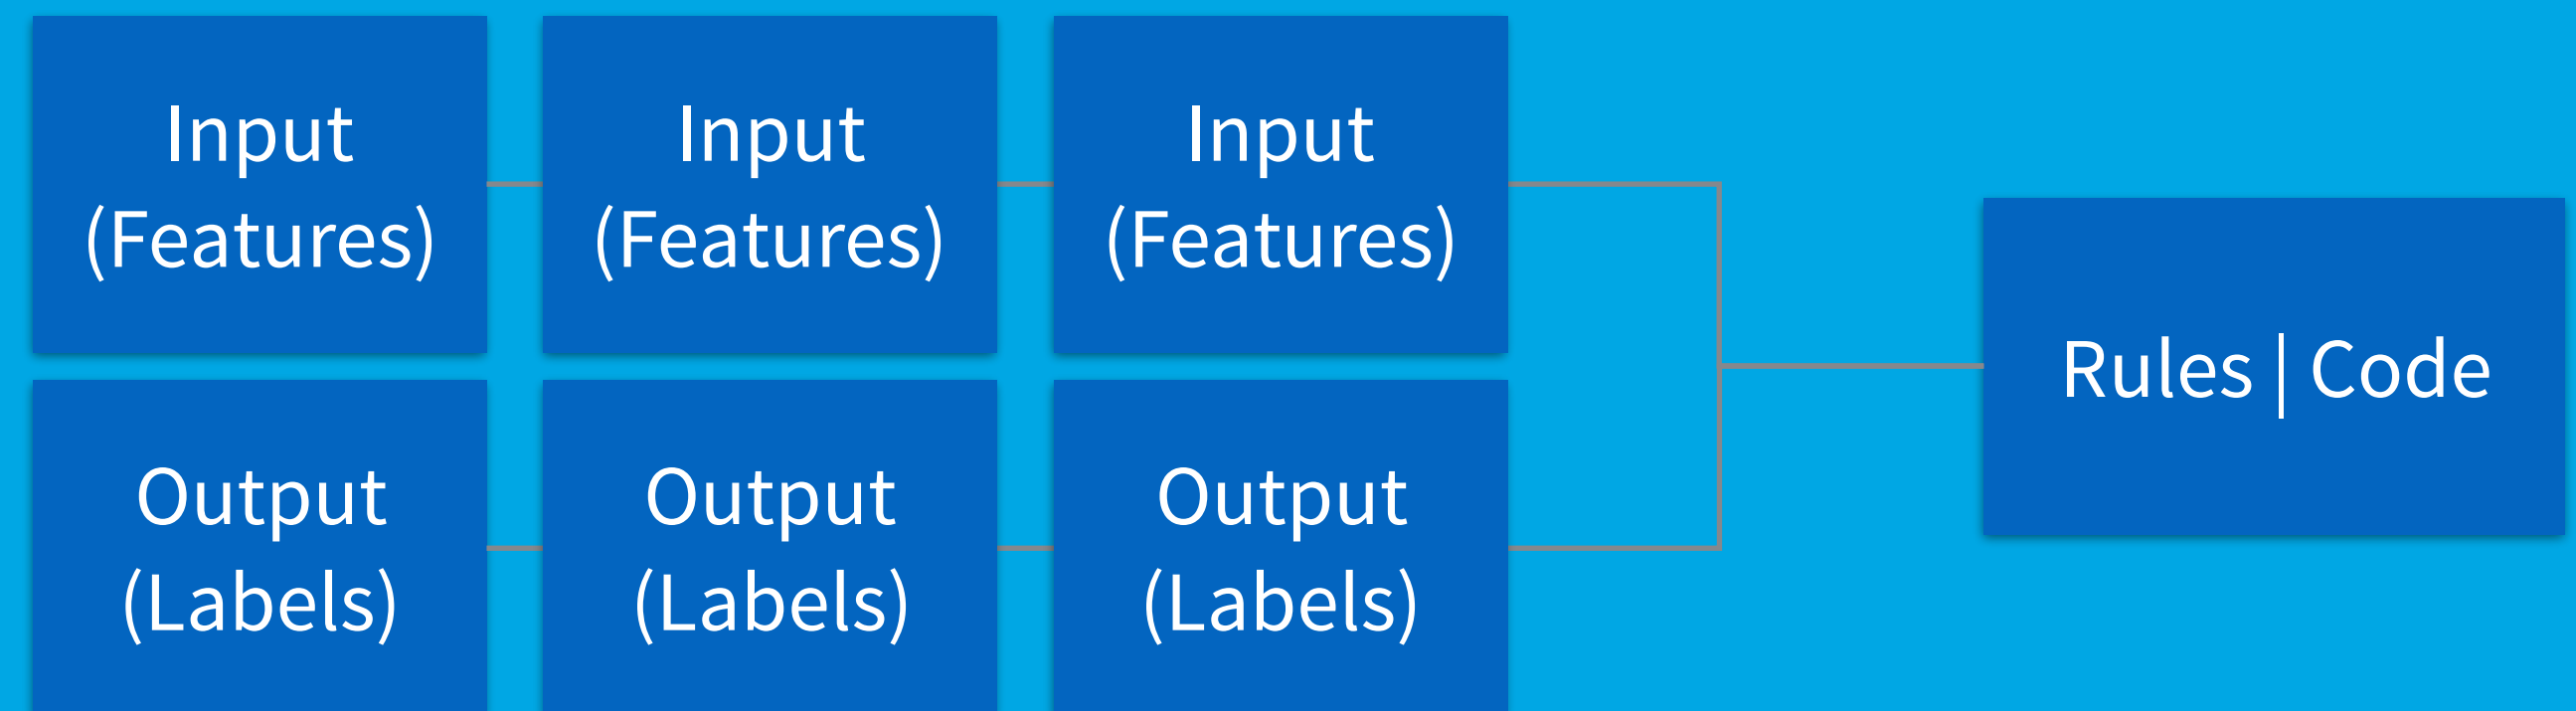 Input
(Features)
Input
(Features)
Input
(Features)
Output
(Labels)
Output
(Labels)
Output
(Labels)
Rules | Code